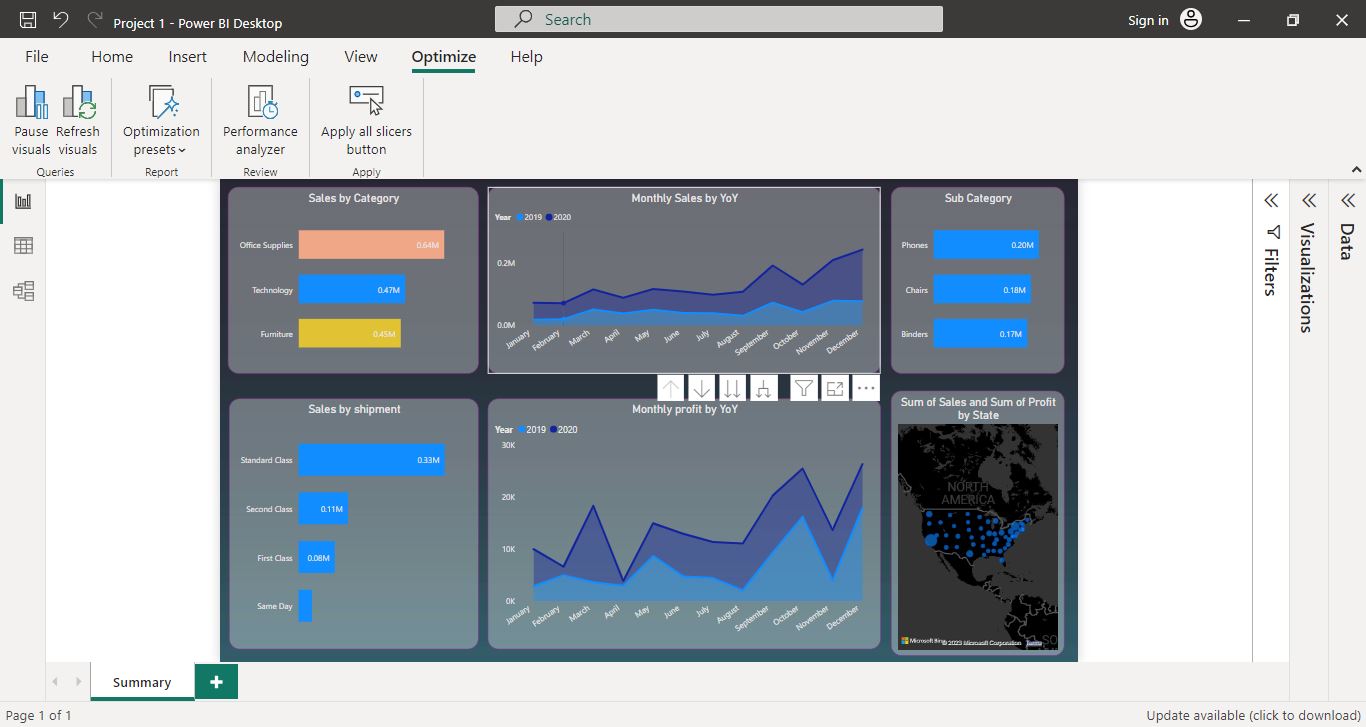 Project 1 - Power BI Desktop
Search
Sign in
File Home Insert Modeling View Optimize Help
Pause visuals
Refresh visuals
Optimization presets
Performance analyzer
Apply all slicers button
Queries
Report
Review
Apply
Sales by Category
Office Supplies 0.64M
Technology 0.47M
Furniture 0.45M
Monthly Sales by YoY
Year 2019 2020
0.2M
0.0M
January February March April May June July August September October November December
Sub Category
Phones 0.20M
Chairs 0.18M
Binders 0.17M
Sales by shipment
Standard Class 0.33M
Second Class 0.11M
First Class 0.08M
Same Day
Monthly profit by YoY
Year 2019 2020
30K
20K
10K
0K
January February March April May June July August September October November December
Sum of Sales and Sum of Profit
by State
NORTH
AMERICA
SO
Microsoft Bing
© 2023 Microsoft Corporation Terms
Filters
Visualizations
Data
Summary
Page 1 of 1
Update available (click to download)